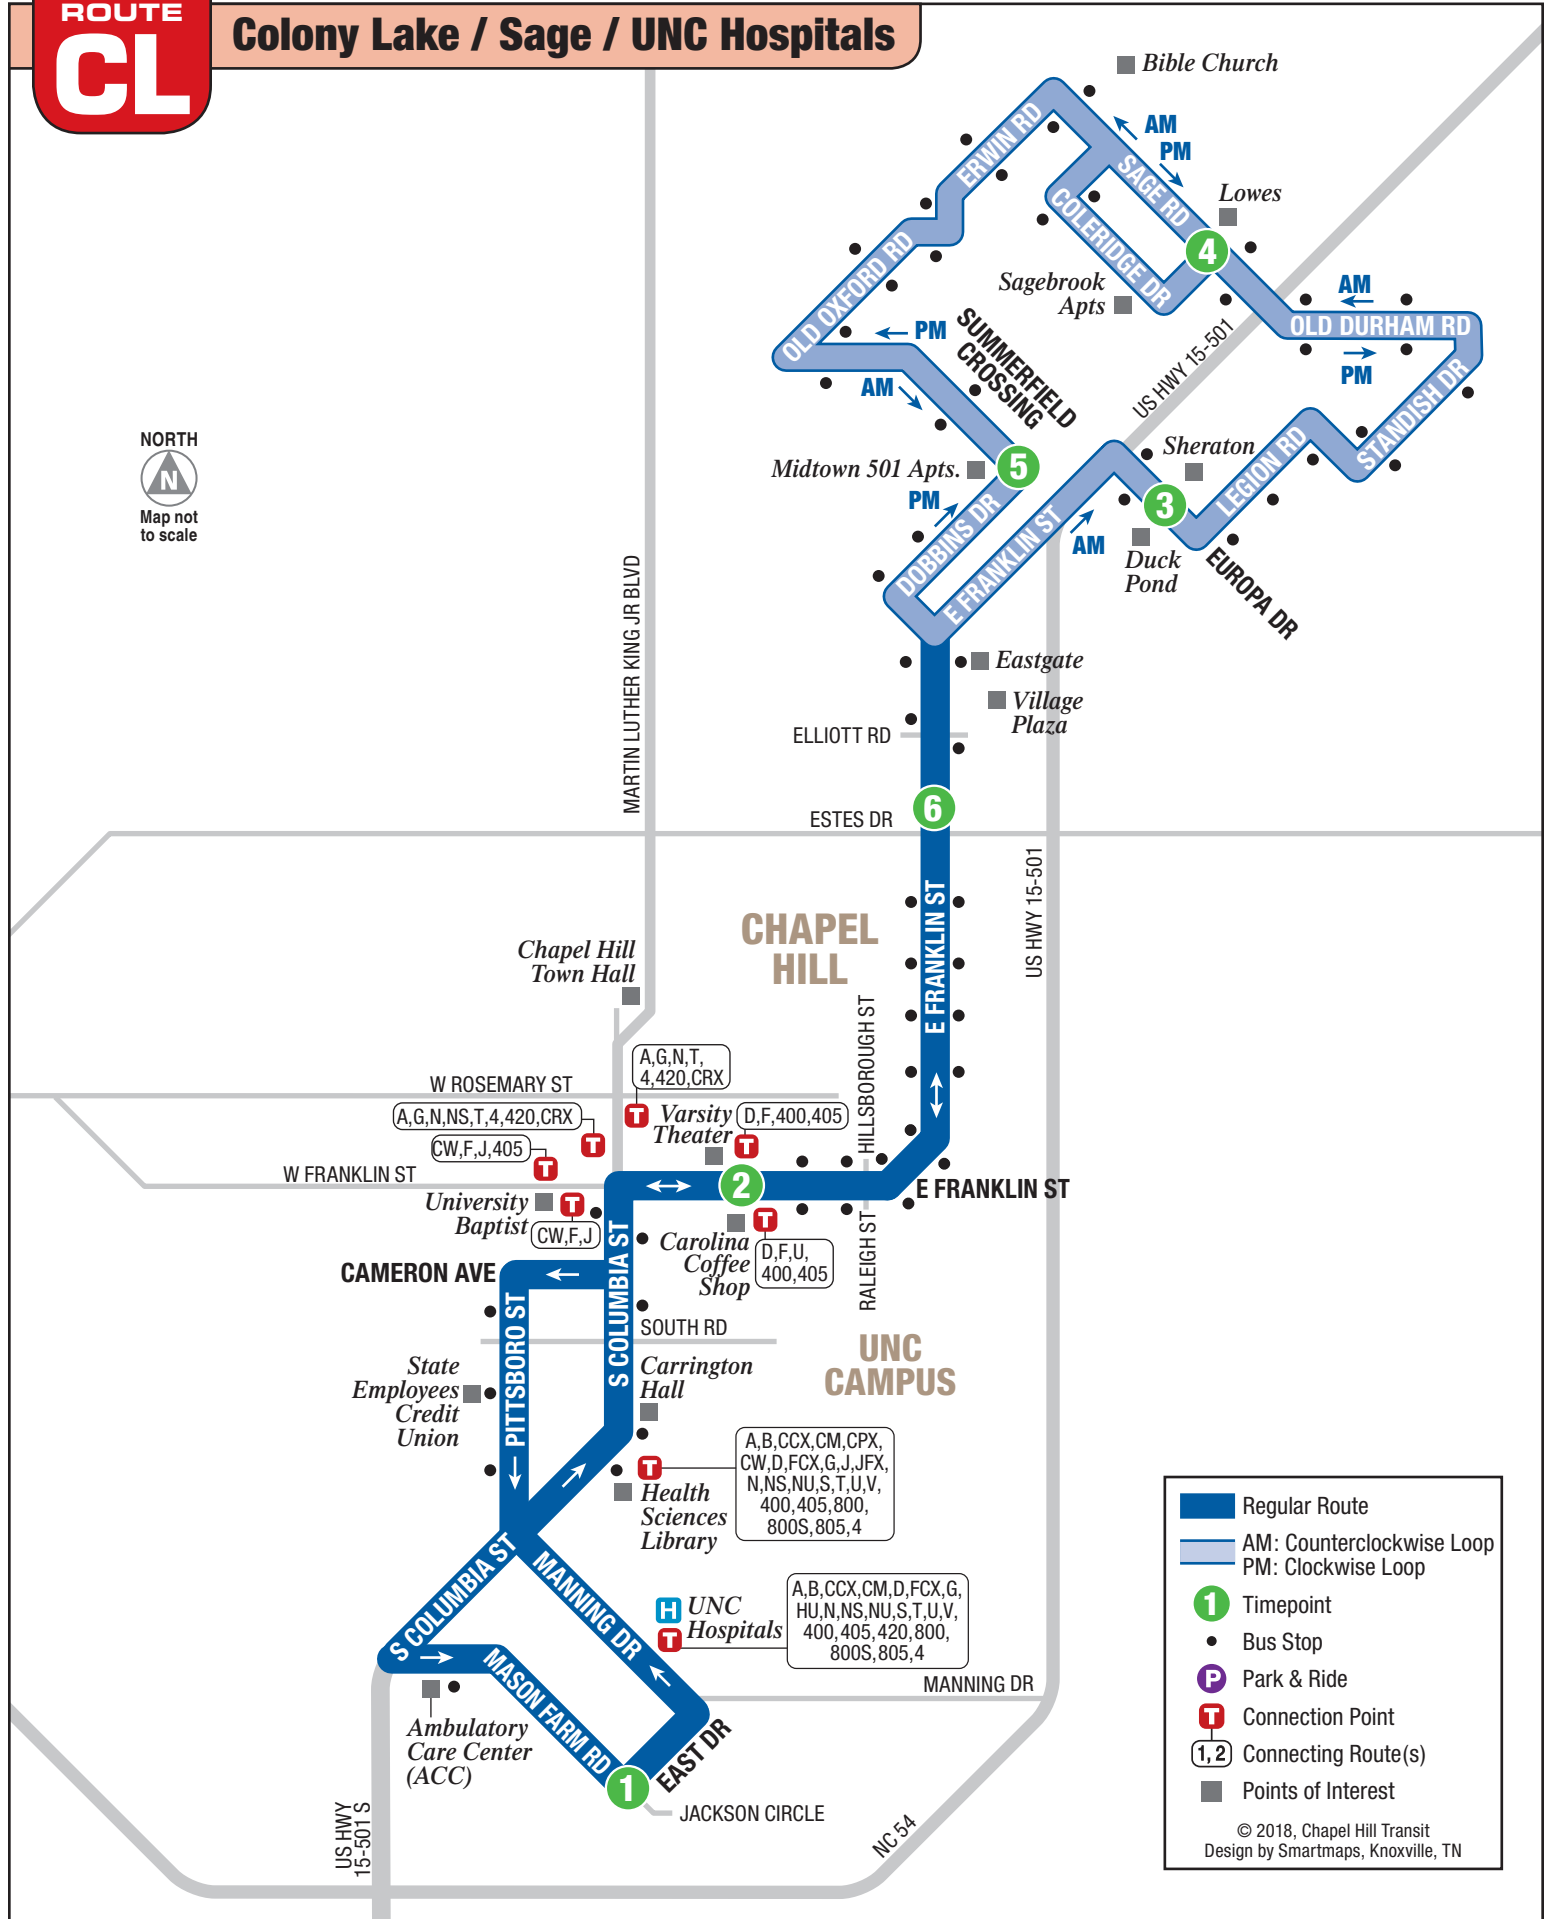 ROUTE
CL
Colony Lake / Sage / UNC Hospitals
Bible Church
AM
PM
ERWIN RD
SAGE RD
Lowes
COLERIDGE DR
4
OLD OXFORD RD
Sagebrook
Apts
AM
OLD DURHAM RD
PM
PM
SUMMERFIELD
CROSSING
US HWY 15-501
AM
STANDISH DR
NORTH
N
Map not
to scale
Midtown 501 Apts.
5
Sheraton
LEGION RD
3
PM
DOBBINS DR
E FRANKLIN ST
AM
Duck
Pond
EUROPA DR
MARTIN LUTHER KING JR BLVD
Eastgate
Village
Plaza
ELLIOTT RD
6
ESTES DR
US HWY 15-501
E FRANKLIN ST
CHAPEL
HILL
Chapel Hill
Town Hall
HILLSBOROUGH ST
A,G,N,T,
4,420,CRX
W ROSEMARY ST
T
A,G,N,NS,T,4,420,CRX
T
Varsity
Theater
D,F,400,405
T
CW,F,J,405
T
W FRANKLIN ST
2
E FRANKLIN ST
University
Baptist
T
CW,F,J
Carolina
Coffee
Shop
T
D,F,U,
400,405
RALEIGH ST
S COLUMBIA ST
CAMERON AVE
PITTSBORO ST
SOUTH RD
UNC
CAMPUS
State
Employees
Credit
Union
Carrington
Hall
A,B,CCX,CM,CPX,
CW,D,FCX,G,J,JFX,
N,NS,NU,S,T,U,V,
400,405,800,
800S,805,4
T
Health
Sciences
Library
S COLUMBIA ST
MANNING DR
H
UNC
Hospitals
T
A,B,CCX,CM,D,FCX,G,
HU,N,NS,NU,S,T,U,V,
400,405,420,800,
800S,805,4
MANNING DR
MASON FARM RD
Ambulatory
Care Center
(ACC)
EAST DR
1
JACKSON CIRCLE
US HWY
15-501 S
NC 54
Regular Route
AM: Counterclockwise Loop
PM: Clockwise Loop
1 Timepoint
Bus Stop
P Park & Ride
T Connection Point
1,2 Connecting Route(s)
Points of Interest
© 2018, Chapel Hill Transit
Design by Smartmaps, Knoxville, TN